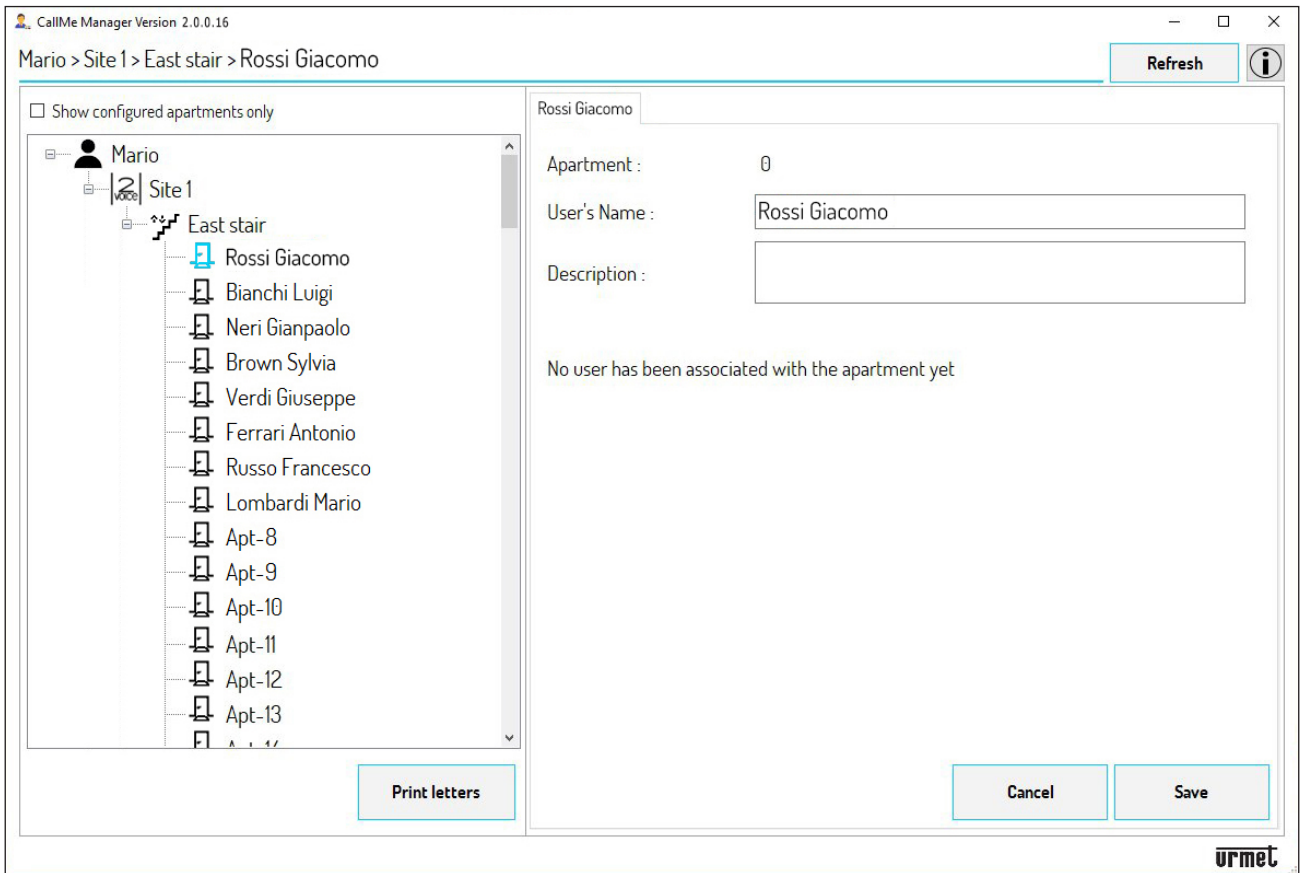 CallMe Manager Version 2.0.0.16
Mario > Site 1 > East stair > Rossi Giacomo
Refresh
Show configured apartments only
Mario
2 VOICE
Site 1
East stair
Rossi Giacomo
Bianchi Luigi
Neri Gianpaolo
Brown Sylvia
Verdi Giuseppe
Ferrari Antonio
Russo Francesco
Lombardi Mario
Apt-8
Apt-9
Apt-10
Apt-11
Apt-12
Apt-13
Print letters
Rossi Giacomo
Apartment : 0
User's Name : Rossi Giacomo
Description :
No user has been associated with the apartment yet
Cancel
Save
urmet